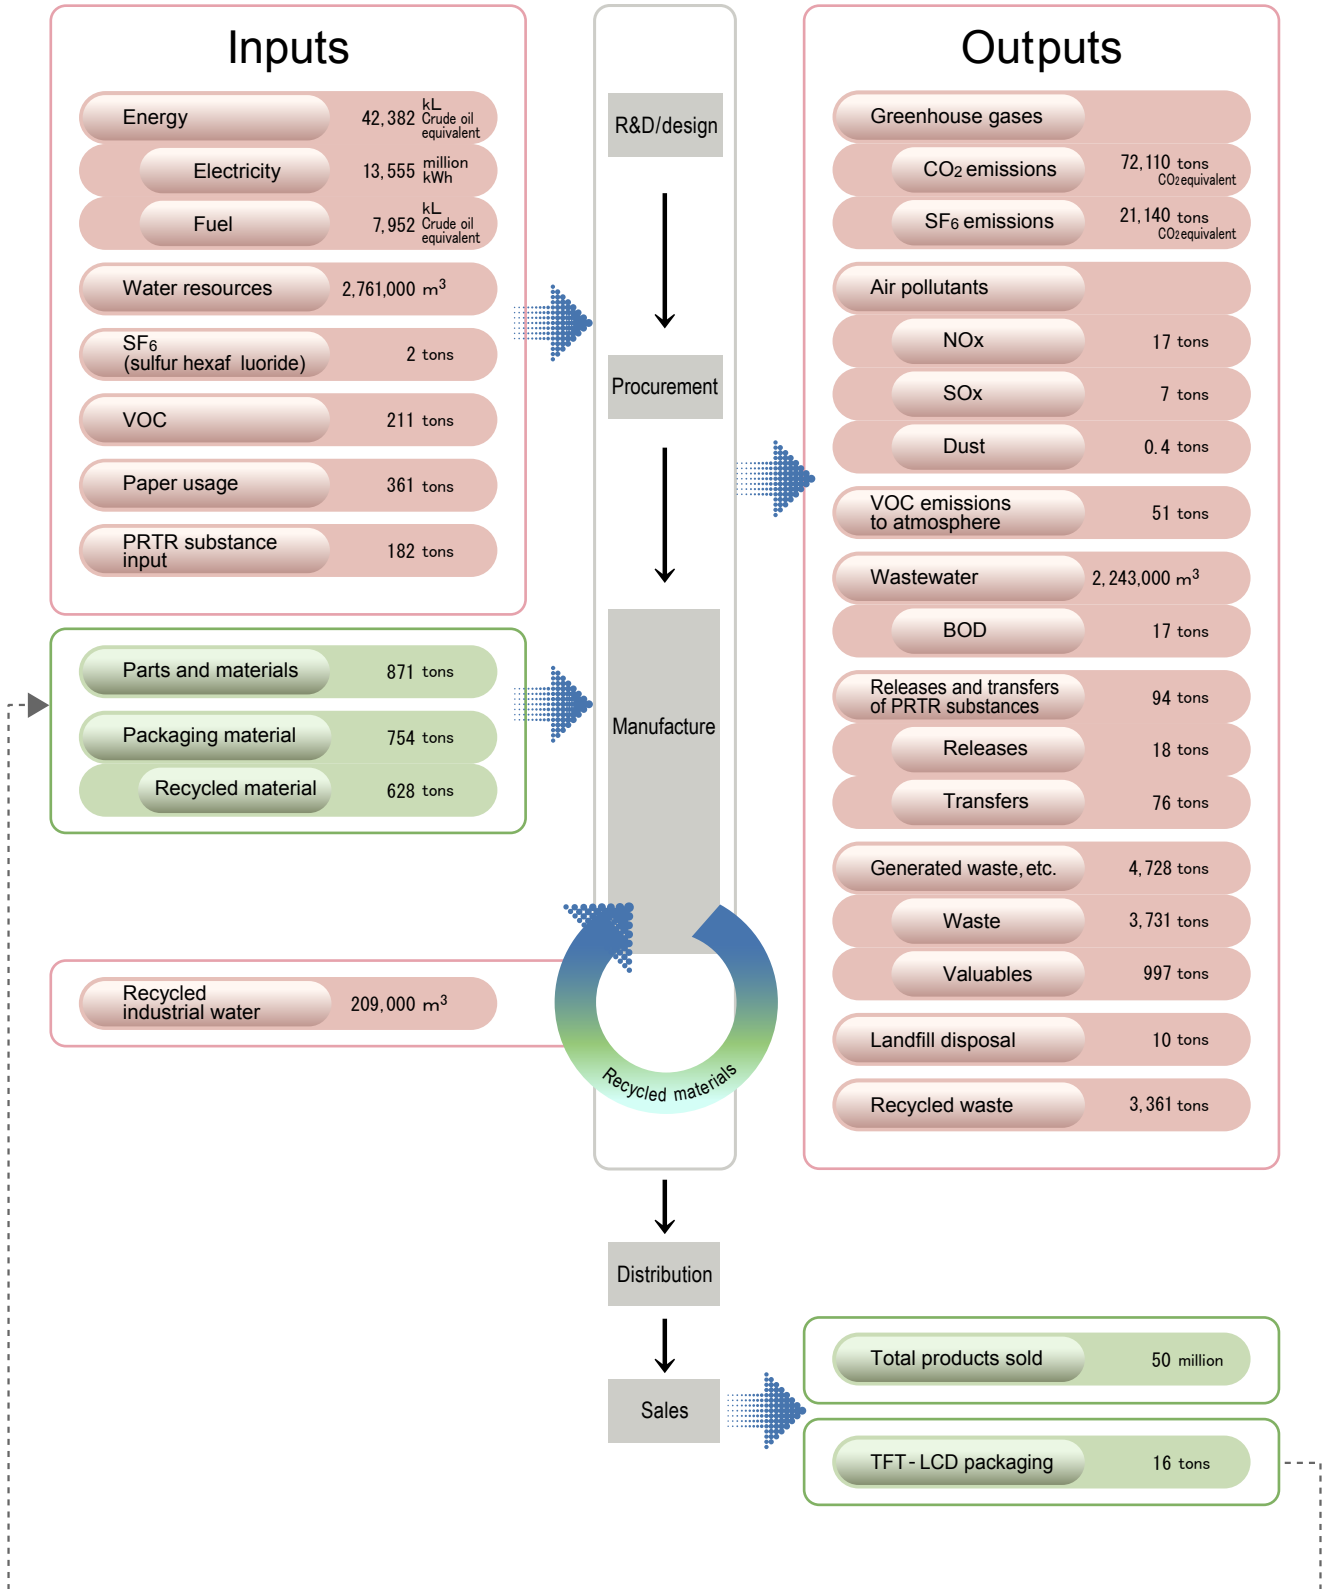 Inputs
Energy 42,382 kL Crude oil equivalent
Electricity 13,555 million kWh
Fuel 7,952 kL Crude oil equivalent
Water resources 2,761,000 m³
SF6
(sulfur hexaf luoride) 2 tons
VOC 211 tons
Paper usage 361 tons
PRTR substance
input 182 tons
Parts and materials 871 tons
Packaging material 754 tons
Recycled material 628 tons
Recycled
industrial water 209,000 m³
R&D/design
Procurement
Manufacture
Recycled materials
Distribution
Sales
Outputs
Greenhouse gases
CO2 emissions 72,110 tons
CO2 equivalent
SF6 emissions 21,140 tons
CO2 equivalent
Air pollutants
NOx 17 tons
SOx 7 tons
Dust 0.4 tons
VOC emissions
to atmosphere 51 tons
Wastewater 2,243,000 m³
BOD 17 tons
Releases and transfers
of PRTR substances 94 tons
Releases 18 tons
Transfers 76 tons
Generated waste, etc. 4,728 tons
Waste 3,731 tons
Valuables 997 tons
Landfill disposal 10 tons
Recycled waste 3,361 tons
Total products sold 50 million
TFT-LCD packaging 16 tons